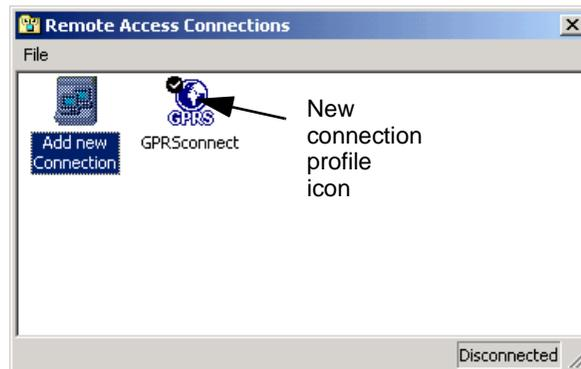 Remote Access Connections
File
GPRS
Add new
Connection
GPRSconnect
New
connection
profile
icon
Disconnected